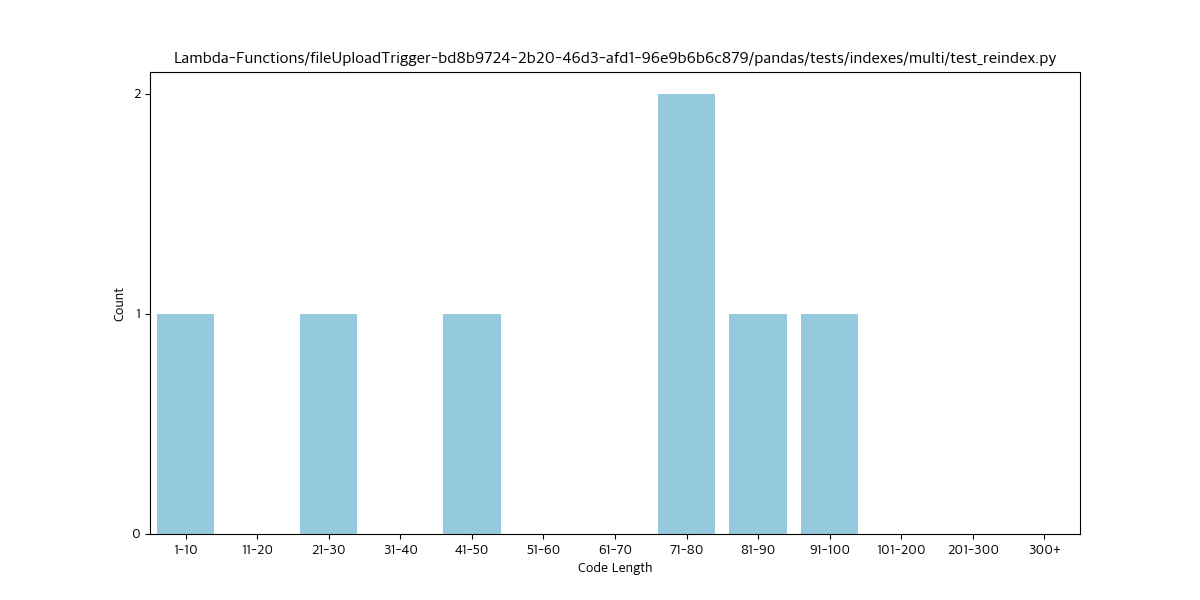 Lambda-Functions/fileUploadTrigger-bd8b9724-2b20-46d3-afd1-96e9b6b6c879/pandas/tests/indexes/multi/test_reindex.py
2
1
0
Count
1-10 11-20 21-30 31-40 41-50 51-60 61-70 71-80 81-90 91-100 101-200 201-300 300+
Code Length